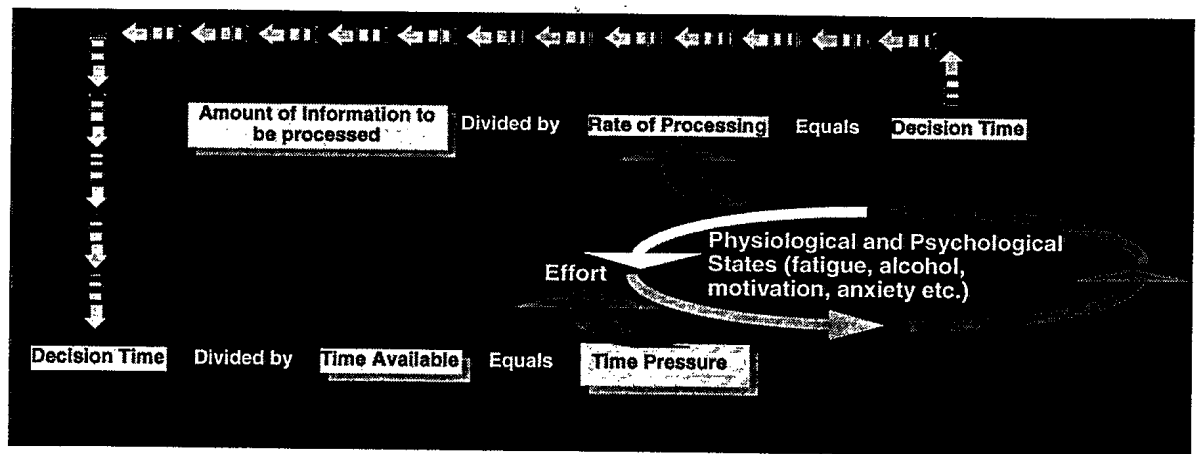 Amount of Information to
be processed
Divided by
Rate of Processing
Equals
Decision Time
Physiological and Psychological
States (fatigue, alcohol,
motivation, anxiety etc.)
Effort
Decision Time
Divided by
Time Available
Equals
Time Pressure